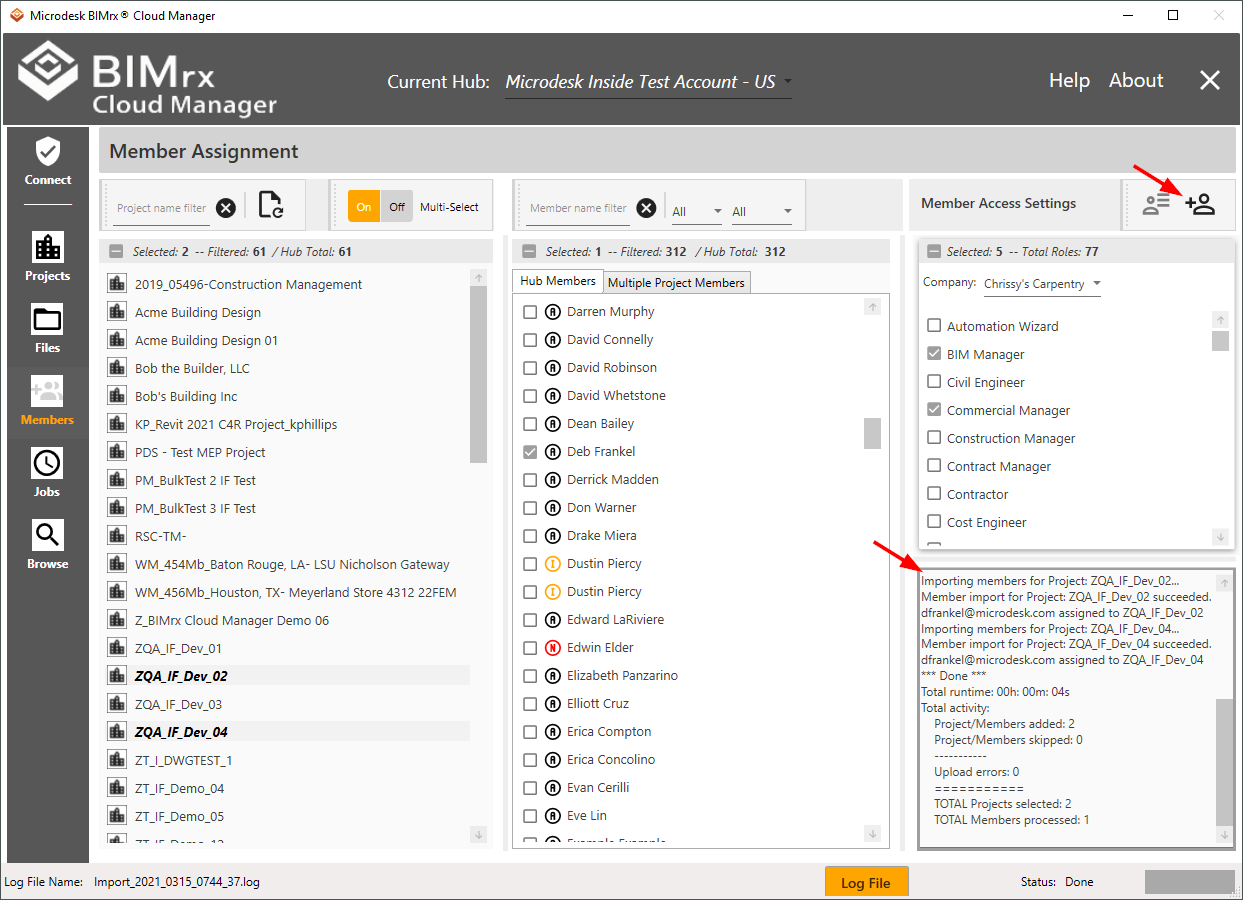 Microdesk BIMrx® Cloud Manager
BIMrx
Cloud Manager
Current Hub: Microdesk Inside Test Account - US
Help About
Connect
Projects
Files
Members
Jobs
Browse
Member Assignment
Project name filter
On Off Multi-Select
Selected: 2 -- Filtered: 61 / Hub Total: 61
2019_05496-Construction Management
Acme Building Design
Acme Building Design 01
Bob the Builder, LLC
Bob's Building Inc
KP_Revit 2021 C4R Project_kphillips
PDS - Test MEP Project
PM_BulkTest 2 IF Test
PM_BulkTest 3 IF Test
RSC-TM-
WM_454Mb_Baton Rouge, LA- LSU Nicholson Gateway
WM_456Mb_Houston, TX- Meyerland Store 4312 22FEM
Z_BIMrx Cloud Manager Demo 06
ZQA_IF_Dev_01
ZQA_IF_Dev_02
ZQA_IF_Dev_03
ZQA_IF_Dev_04
ZT_I_DWGTEST_1
ZT_IF_Demo_04
ZT_IF_Demo_05
Member name filter
All All
Selected: 1 -- Filtered: 312 / Hub Total: 312
Hub Members Multiple Project Members
A Darren Murphy
A David Connelly
A David Robinson
A David Whetstone
A Dean Bailey
A Deb Frankel
A Derrick Madden
A Don Warner
A Drake Miera
I Dustin Piercy
I Dustin Piercy
A Edward LaRiviere
N Edwin Elder
A Elizabeth Panzarino
A Elliott Cruz
A Erica Compton
A Erica Concolino
A Evan Cerilli
A Eve Lin
Member Access Settings
Selected: 5 -- Total Roles: 77
Company: Chrissy's Carpentry
Automation Wizard
BIM Manager
Civil Engineer
Commercial Manager
Construction Manager
Contract Manager
Contractor
Cost Engineer
Importing members for Project: ZQA_IF_Dev_02...
Member import for Project: ZQA_IF_Dev_02 succeeded.
dfrankel@microdesk.com assigned to ZQA_IF_Dev_02
Importing members for Project: ZQA_IF_Dev_04...
Member import for Project: ZQA_IF_Dev_04 succeeded.
dfrankel@microdesk.com assigned to ZQA_IF_Dev_04
*** Done ***
Total runtime: 00h: 00m: 04s
Total activity:
Project/Members added: 2
Project/Members skipped: 0
-----------
Upload errors: 0
===========
TOTAL Projects selected: 2
TOTAL Members processed: 1
Log File Name: Import_2021_0315_0744_37.log
Log File
Status: Done